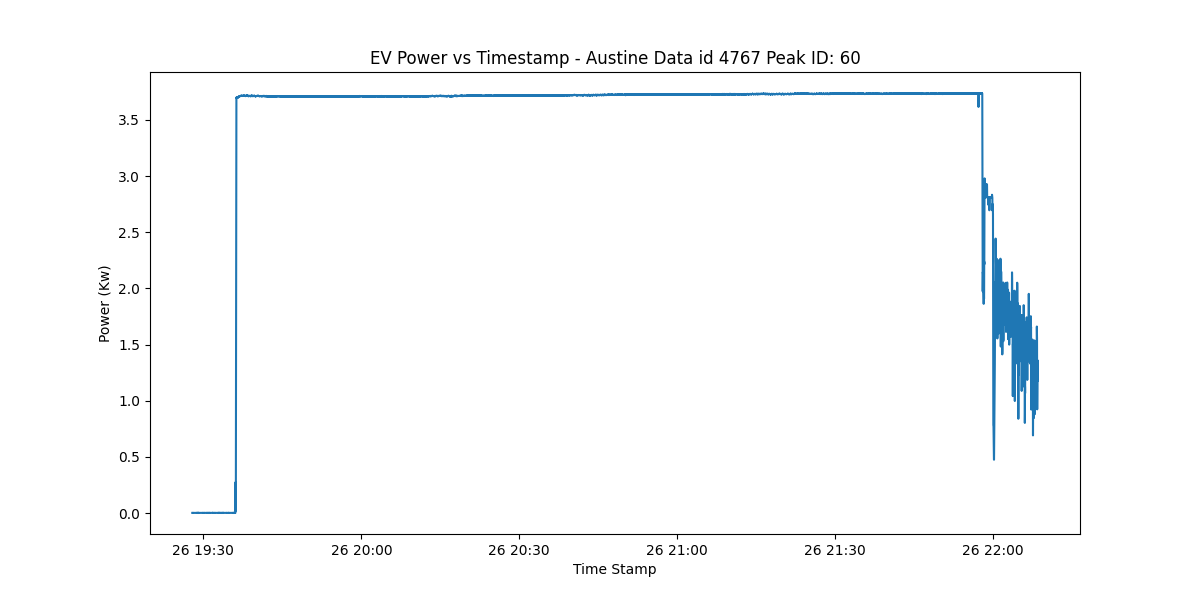 EV Power vs Timestamp - Austine Data id 4767 Peak ID: 60
Power (Kw)
3.5
3.0
2.5
2.0
1.5
1.0
0.5
0.0
26 19:30 26 20:00 26 20:30 26 21:00 26 21:30 26 22:00
Time Stamp